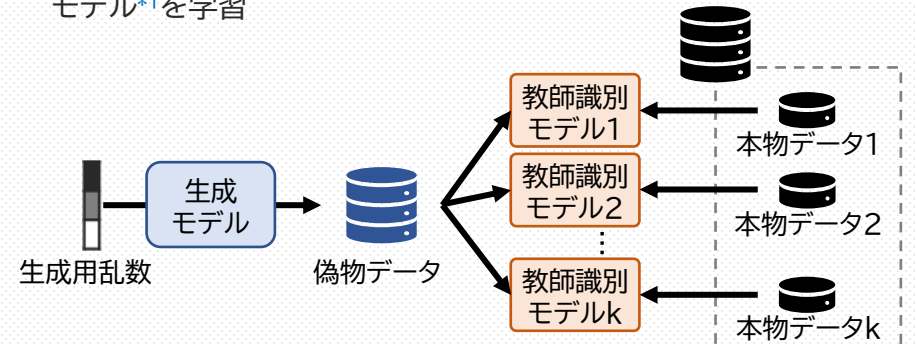 モデル*1を学習
教師識別
モデル1
本物データ1
教師識別
モデル2
本物データ2
生成
モデル
生成用乱数
偽物データ
教師識別
モデルk
本物データk